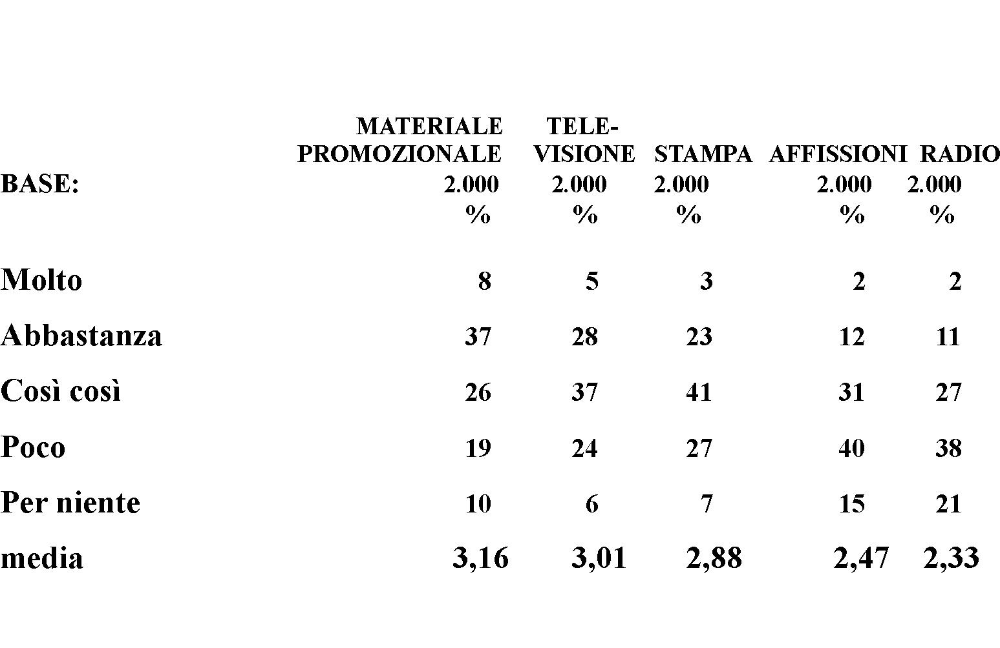 MATERIALE TELE-
PROMOZIONALE VISIONE STAMPA AFFISSIONI RADIO
BASE: 2.000 2.000 2.000 2.000 2.000
% % % % %
Molto 8 5 3 2 2
Abbastanza 37 28 23 12 11
Così così 26 37 41 31 27
Poco 19 24 27 40 38
Per niente 10 6 7 15 21
media 3,16 3,01 2,88 2,47 2,33